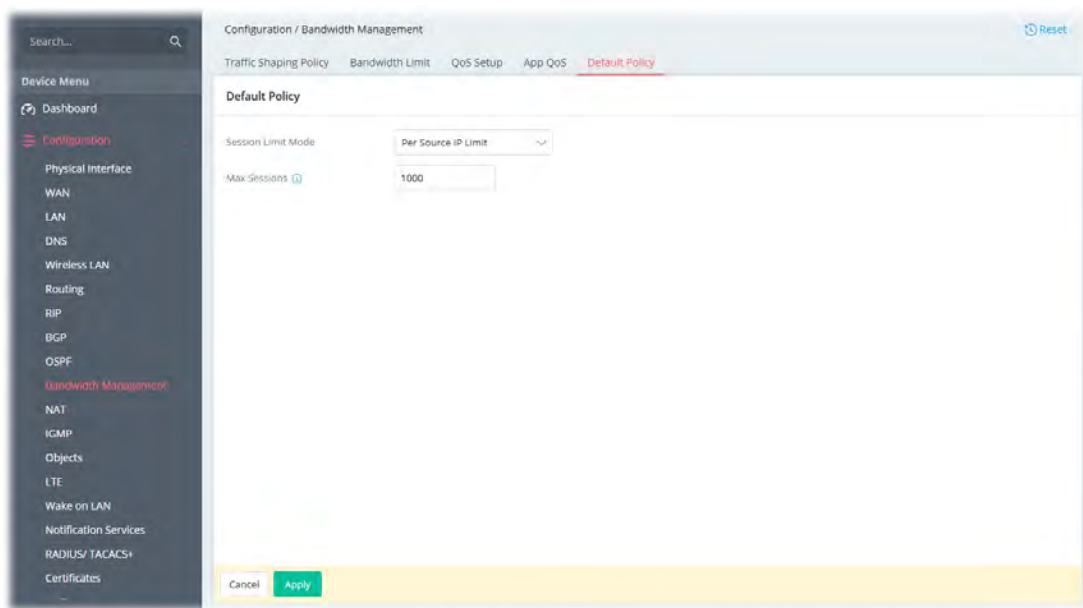 Search...
Device Menu
Dashboard
Configuration
Physical Interface
WAN
LAN
DNS
Wireless LAN
Routing
RIP
BGP
OSPF
Bandwidth Management
NAT
IGMP
Objects
LTE
Wake on LAN
Notification Services
RADIUS/ TACACS+
Certificates
Configuration / Bandwidth Management
Reset
Traffic Shaping Policy Bandwidth Limit QoS Setup App QoS Default Policy
Default Policy
Session Limit Mode Per Source IP Limit
Max Sessions 1000
Cancel Apply